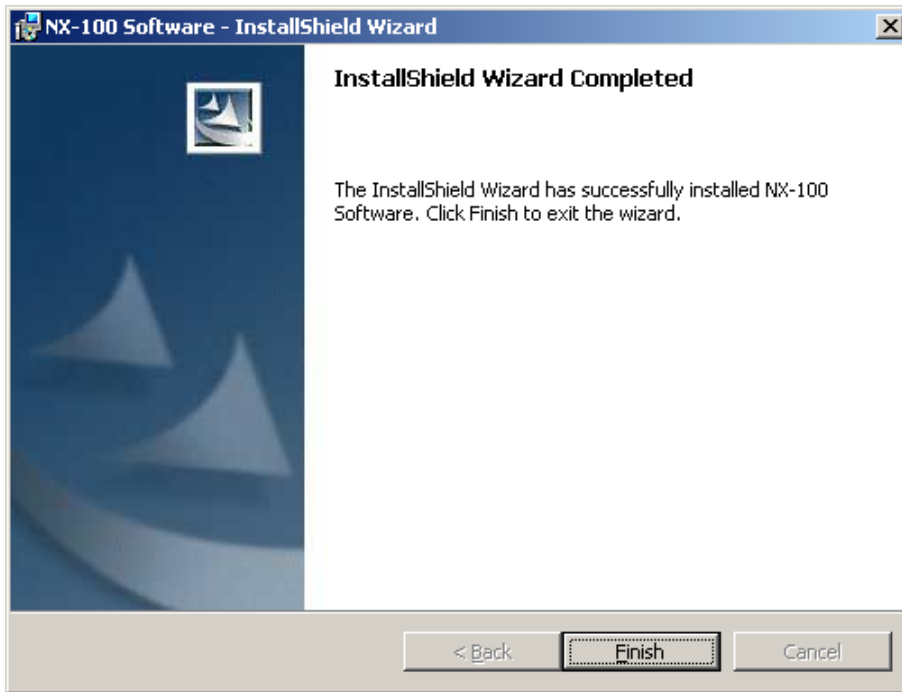 NX-100 Software - InstallShield Wizard
InstallShield Wizard Completed
The InstallShield Wizard has successfully installed NX-100
Software. Click Finish to exit the wizard.
< Back
Finish
Cancel